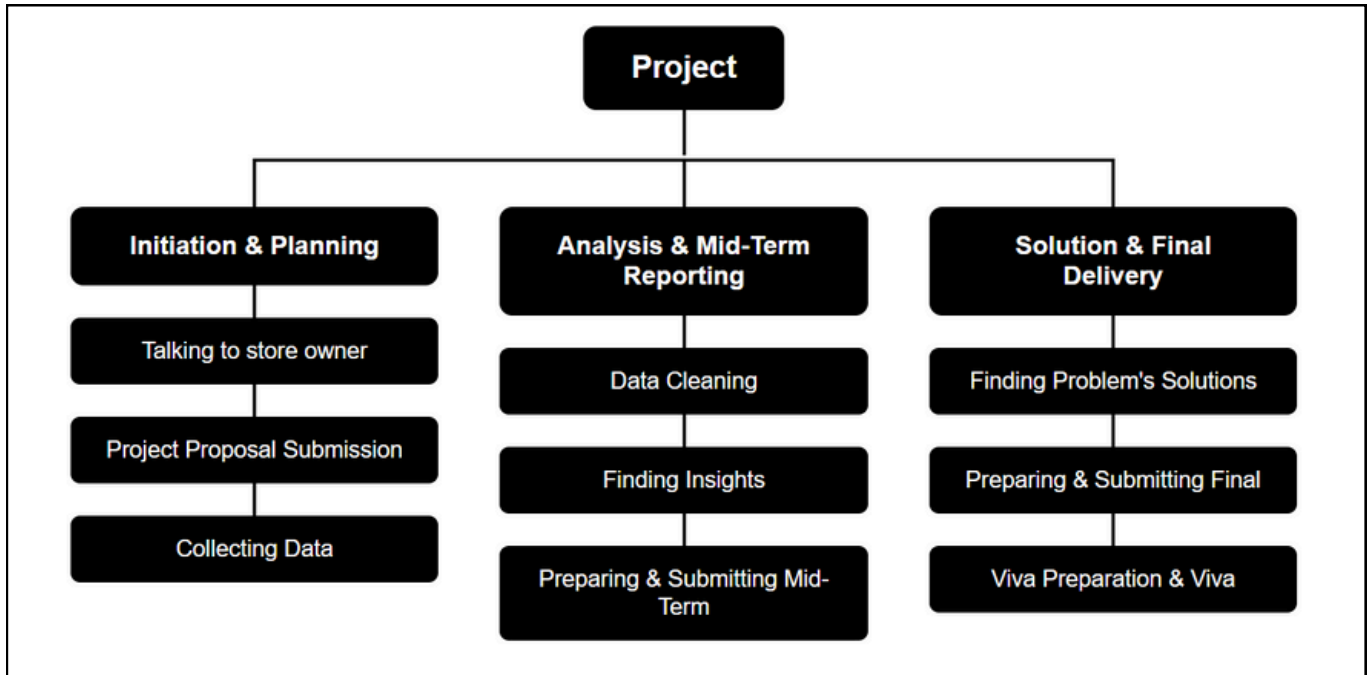 Project
Initiation & Planning
Talking to store owner
Project Proposal Submission
Collecting Data
Analysis & Mid-Term
Reporting
Data Cleaning
Finding Insights
Preparing & Submitting Mid-
Term
Solution & Final
Delivery
Finding Problem's Solutions
Preparing & Submitting Final
Viva Preparation & Viva